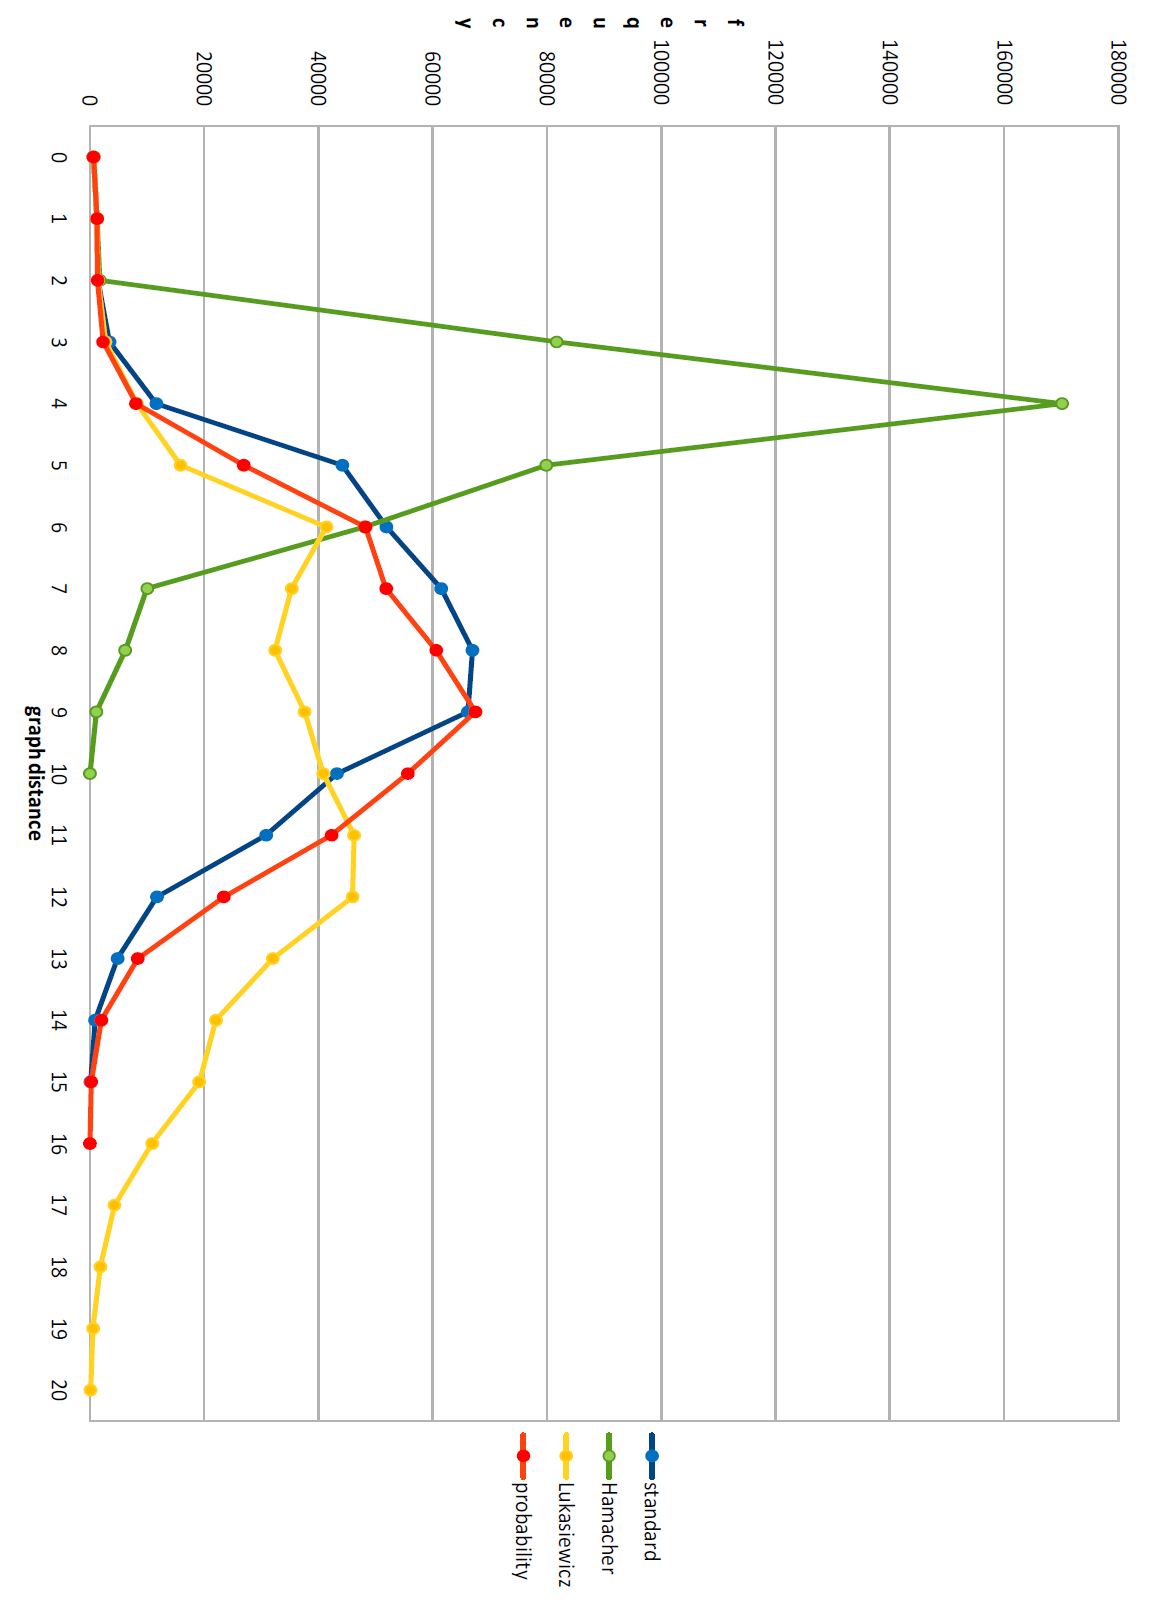 f r e q u e n c y
180000
160000
140000
120000
100000
80000
60000
40000
20000
0
0 1 2 3 4 5 6 7 8 9 10 11 12 13 14 15 16 17 18 19 20
graph distance
standard
Hamacher
Lukasiewicz
probability